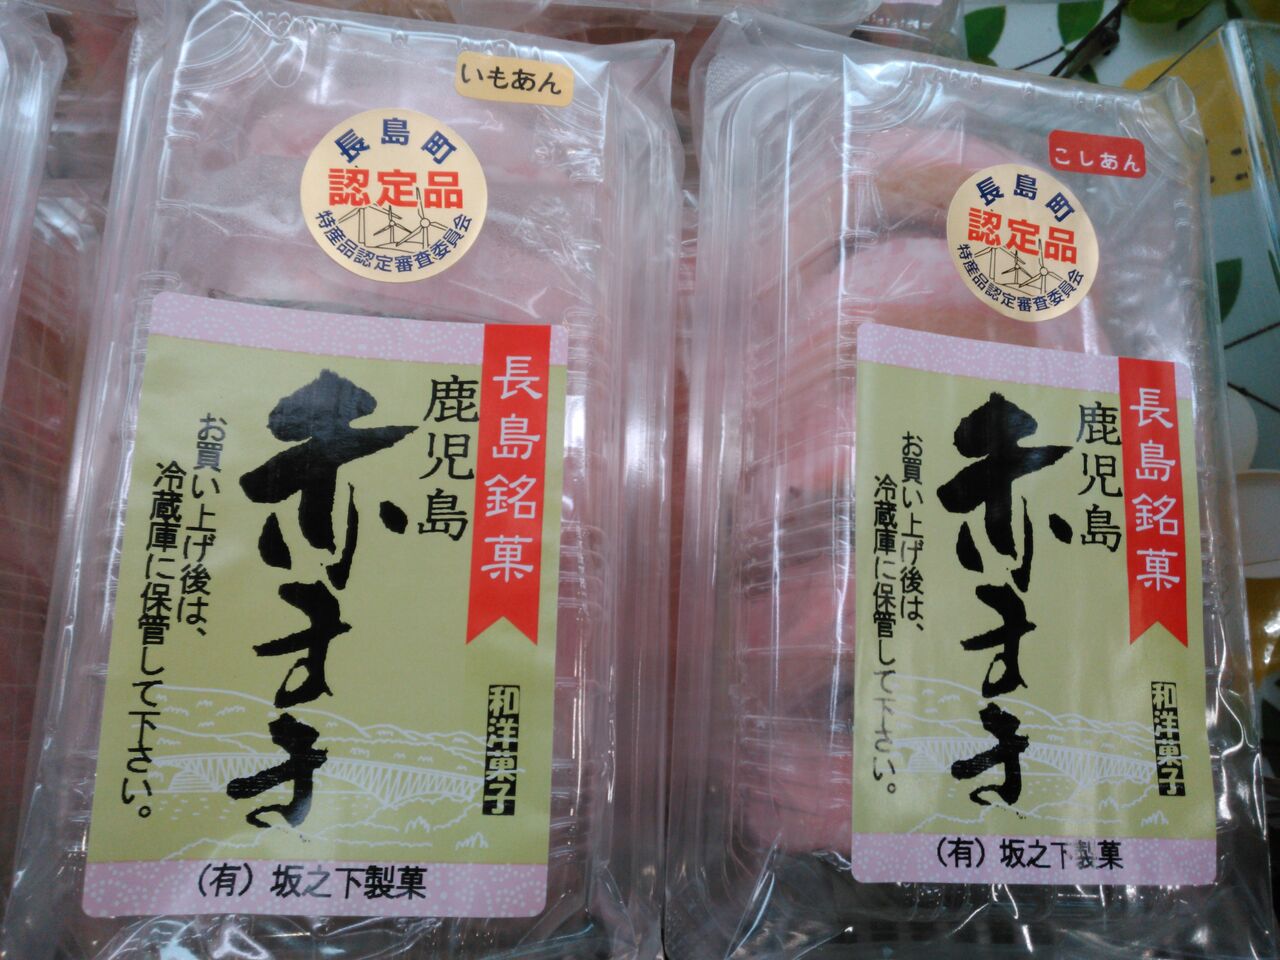 いもあん
長島町
認定品
特産品認定審査委員会
長島銘菓
鹿児島
赤まき
お買い上げ後は、
冷蔵庫に保管して下さい。
和洋菓子
(有) 坂之下製菓
こしあん
長島町
認定品
特産品認定審査委員会
長島銘菓
鹿児島
赤まき
お買い上げ後は、
冷蔵庫に保管して下さい。
和洋菓子
(有) 坂之下製菓